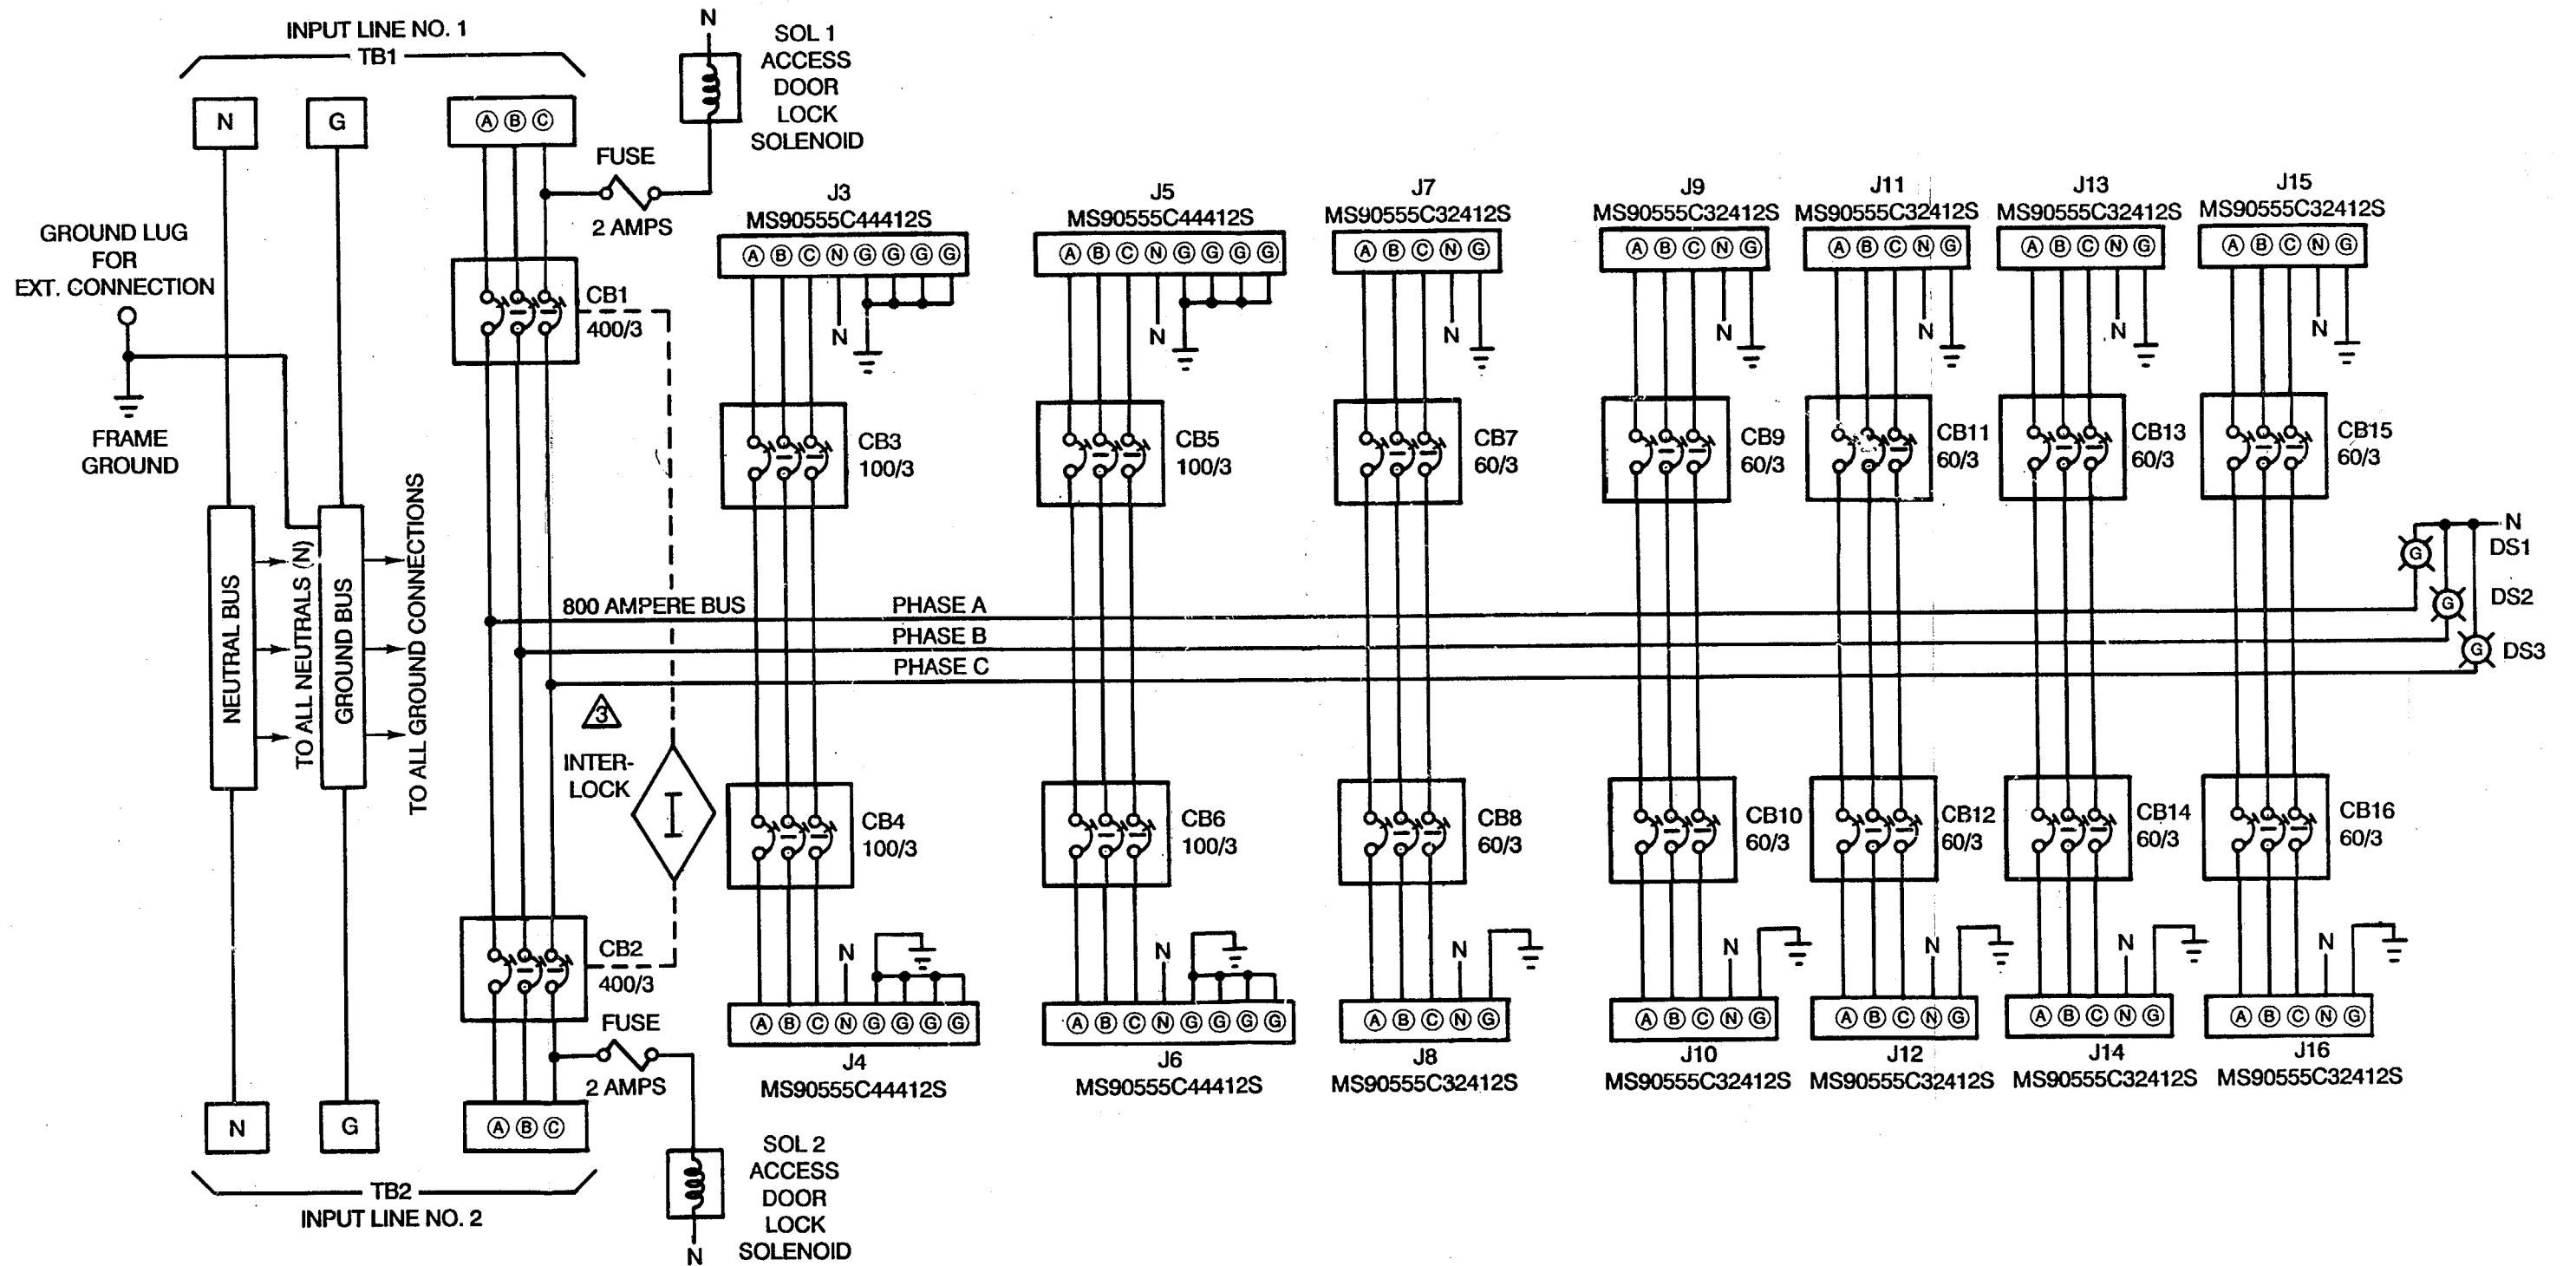 INPUT LINE NO. 1
TB1
N
G
A B C
N
SOL 1
ACCESS
DOOR
LOCK
SOLENOID
FUSE
2 AMPS
GROUND LUG
FOR
EXT. CONNECTION
FRAME
GROUND
CB1
400/3
J3
MS90555C44412S
A B C N G G G G
N
CB3
100/3
J5
MS90555C44412S
A B C N G G G G
N
CB5
100/3
J7
MS90555C32412S
A B C N G
N
CB7
60/3
J9
MS90555C32412S
A B C N G
N
CB9
60/3
J11
MS90555C32412S
A B C N G
N
CB11
60/3
J13
MS90555C32412S
A B C N G
N
CB13
60/3
J15
MS90555C32412S
A B C N G
N
CB15
60/3
NEUTRAL BUS
TO ALL NEUTRALS (N)
GROUND BUS
TO ALL GROUND CONNECTIONS
800 AMPERE BUS
PHASE A
PHASE B
PHASE C
N
G
DS1
G
DS2
G
DS3
3
INTER-
LOCK
I
CB2
400/3
FUSE
2 AMPS
CB4
100/3
N
A B C N G G G G
J4
MS90555C44412S
CB6
100/3
N
A B C N G G G G
J6
MS90555C44412S
CB8
60/3
N
A B C N G
J8
MS90555C32412S
CB10
60/3
N
A B C N G
J10
MS90555C32412S
CB12
60/3
N
A B C N G
J12
MS90555C32412S
CB14
60/3
N
A B C N G
J14
MS90555C32412S
CB16
60/3
N
A B C N G
J16
MS90555C32412S
N
G
A B C
TB2
INPUT LINE NO. 2
SOL 2
ACCESS
DOOR
LOCK
SOLENOID
N